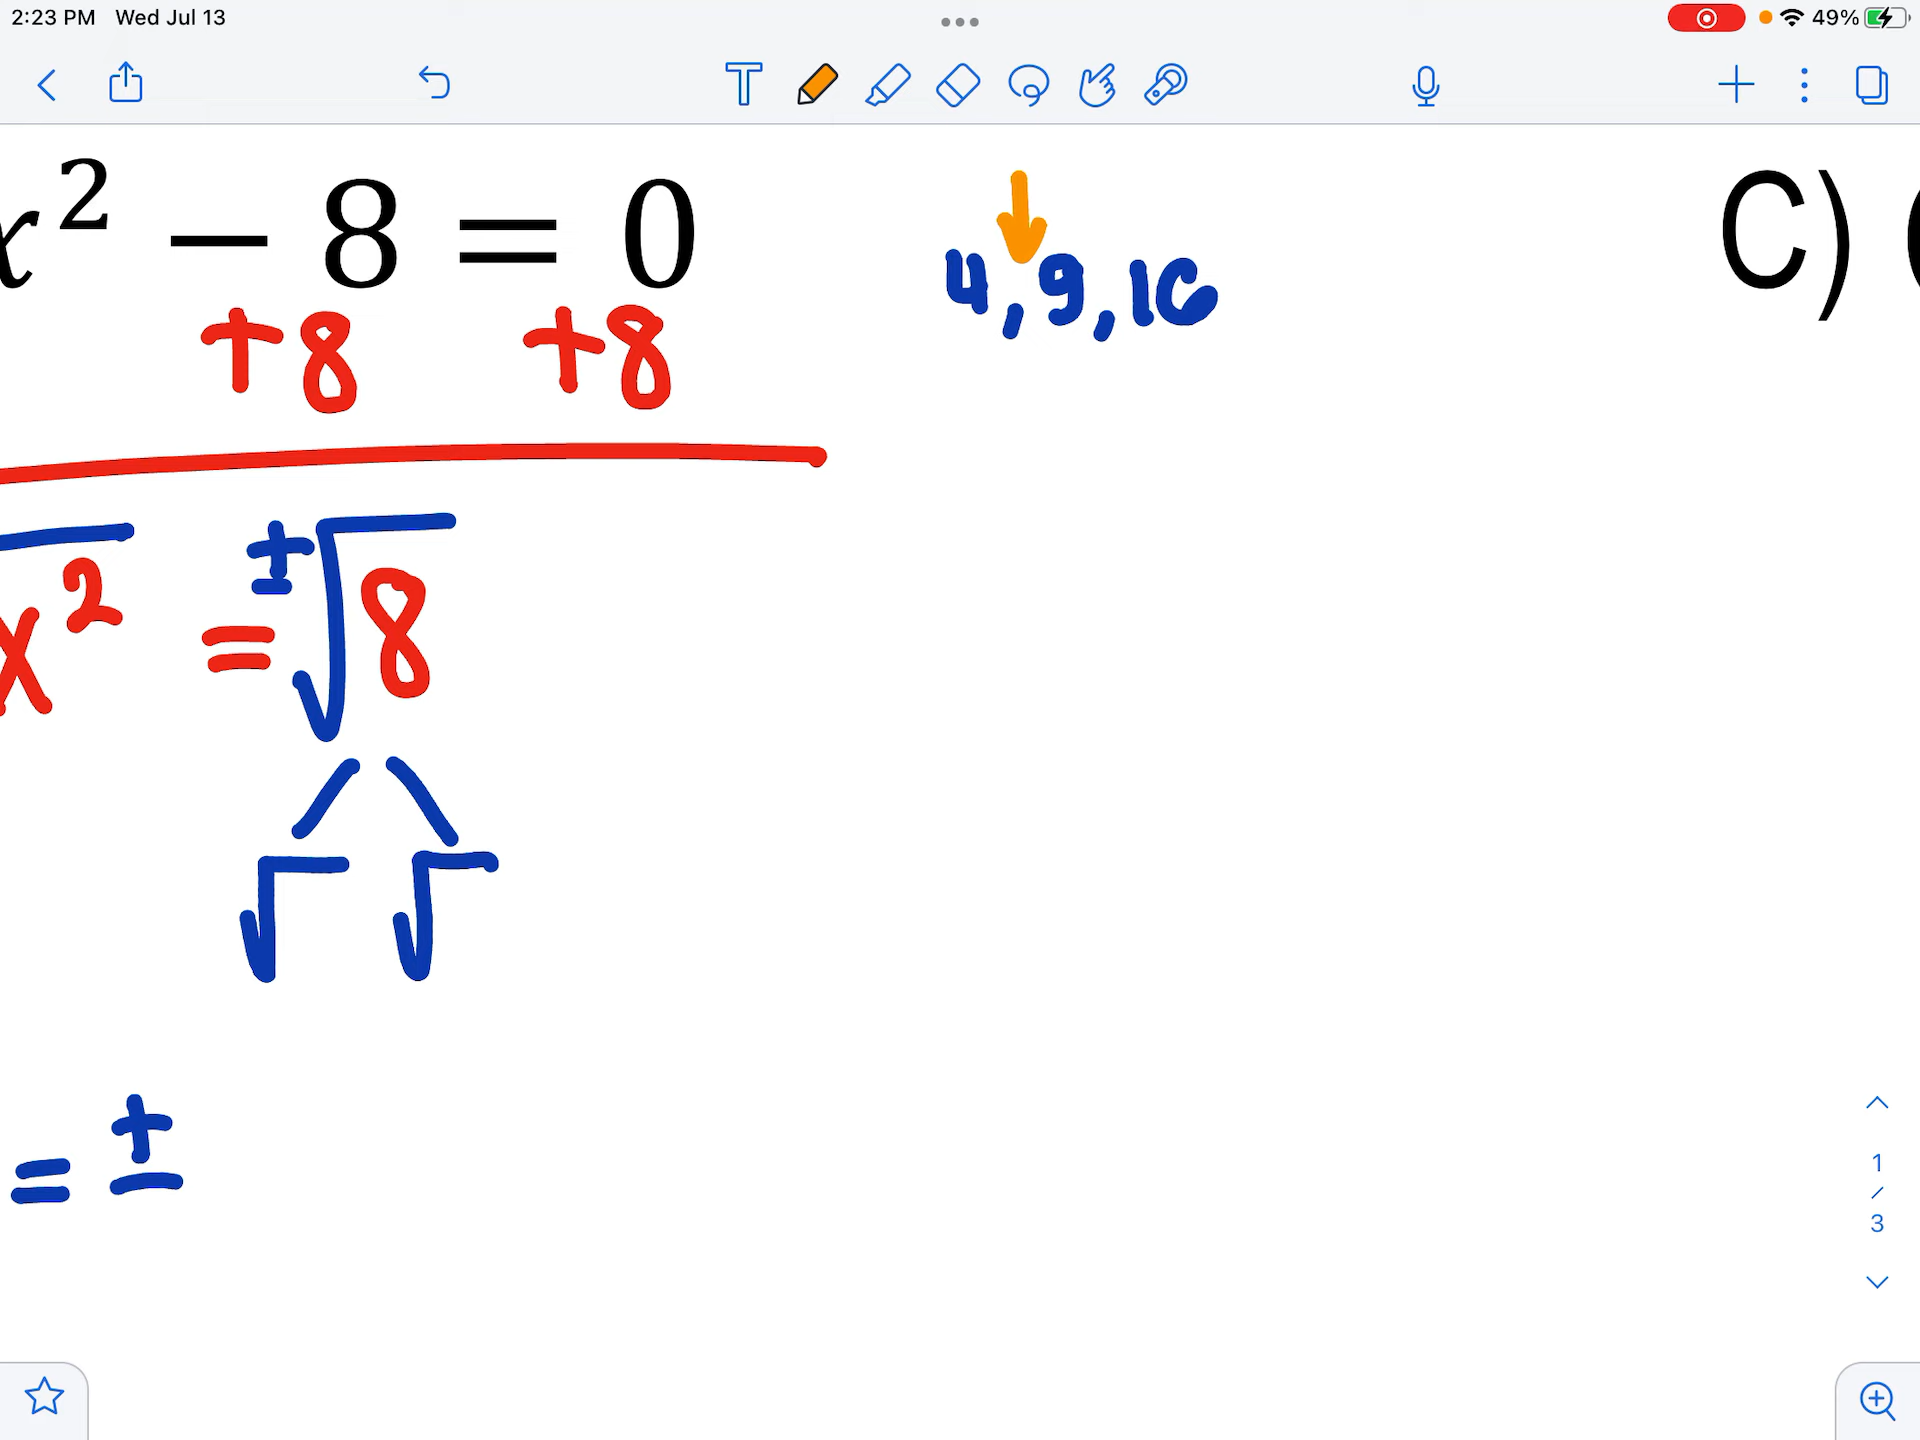 2:23 PM Wed Jul 13
49%
T
x² − 8 = 0
4, 9, 16
C) (
+8 +8
x² = ±√8
√ √
= ±
1
/
3